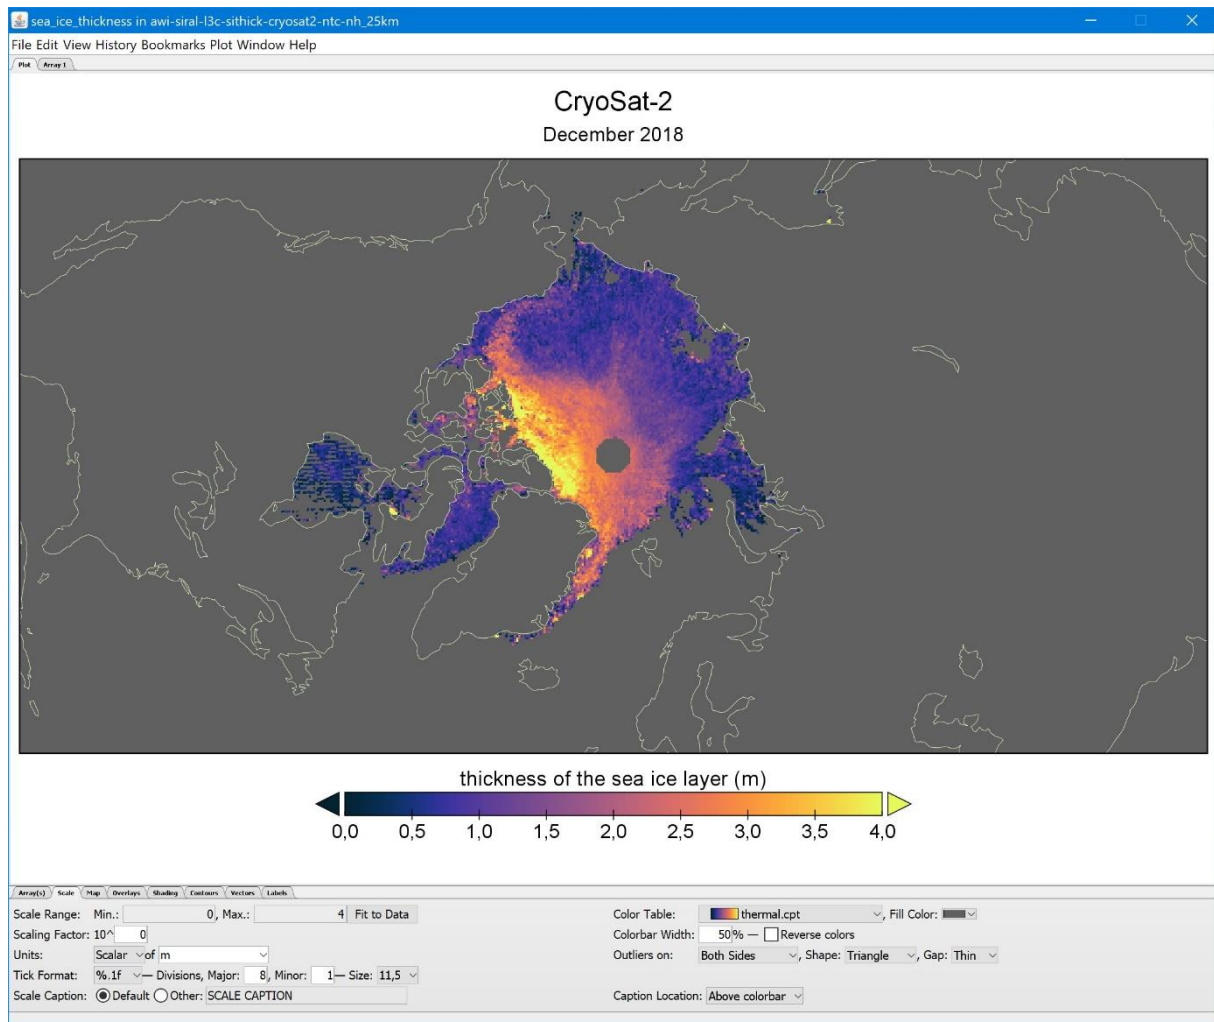 sea_ice_thickness in awi-siral-l3c-sithick-cryosat2-ntc-nh_25km
File Edit View History Bookmarks Plot Window Help
Plot Array 1
CryoSat-2
December 2018
thickness of the sea ice layer (m)
0,0 0,5 1,0 1,5 2,0 2,5 3,0 3,5 4,0
Array(s) Scale Map Overlays Shading Contours Vectors Labels
Scale Range: Min.: 0, Max.: 4 Fit to Data Color Table: thermal.cpt , Fill Color:
Scaling Factor: 10^ 0 Colorbar Width: 50 % — Reverse colors
Units: Scalar of m Outliers on: Both Sides , Shape: Triangle , Gap: Thin
Tick Format: %.1f — Divisions, Major: 8 , Minor: 1 — Size: 11,5
Scale Caption: Default Other: SCALE CAPTION Caption Location: Above colorbar